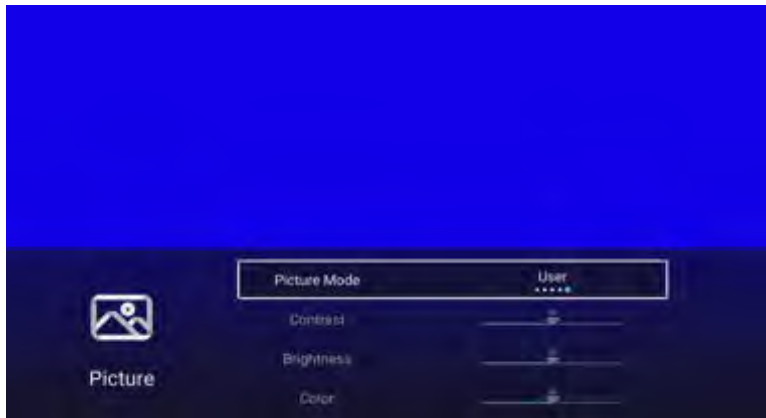 Picture Mode User
Contrast
Brightness
Picture
Color